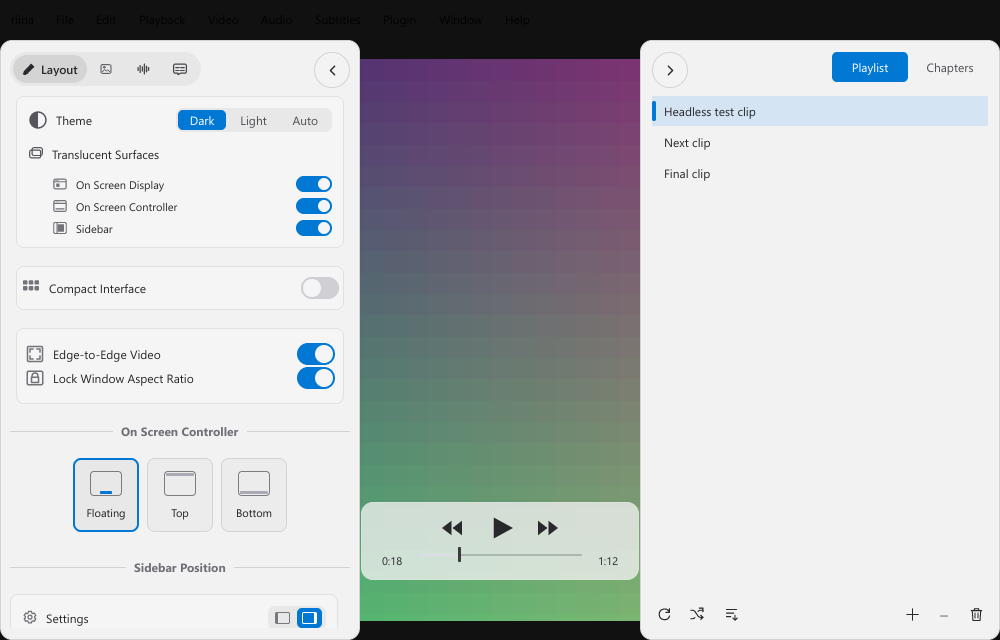 riina File Edit Playback Video Audio Subtitles Plugin Window Help
Layout
Theme Dark Light Auto
Translucent Surfaces
On Screen Display
On Screen Controller
Sidebar
Compact Interface
Edge-to-Edge Video
Lock Window Aspect Ratio
On Screen Controller
Floating Top Bottom
Sidebar Position
Settings
0:18 1:12
Playlist Chapters
Headless test clip
Next clip
Final clip